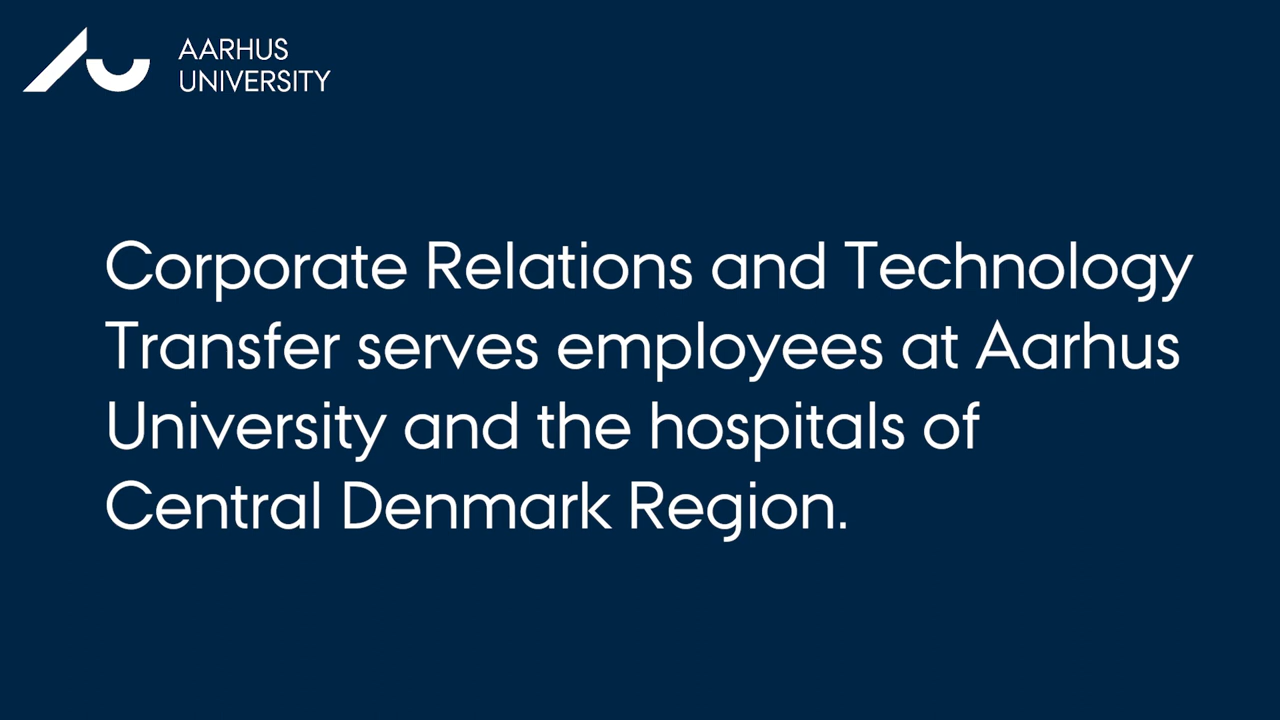 AARHUS
UNIVERSITY
Corporate Relations and Technology
Transfer serves employees at Aarhus
University and the hospitals of
Central Denmark Region.